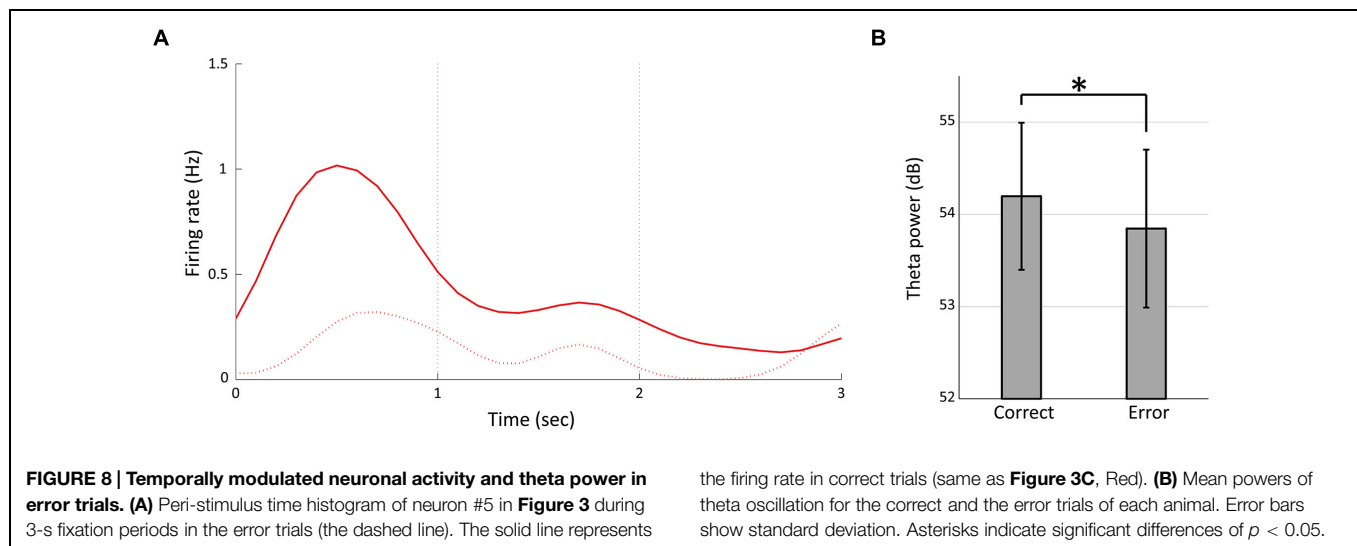 A
B
1.5
1
0.5
0
Firing rate (Hz)
0
1
2
3
Time (sec)
*
55
54
53
52
Theta power (dB)
Correct
Error
FIGURE 8 | Temporally modulated neuronal activity and theta power in
error trials. (A) Peri-stimulus time histogram of neuron #5 in Figure 3 during
3-s fixation periods in the error trials (the dashed line). The solid line represents
the firing rate in correct trials (same as Figure 3C, Red). (B) Mean powers of
theta oscillation for the correct and the error trials of each animal. Error bars
show standard deviation. Asterisks indicate significant differences of p < 0.05.